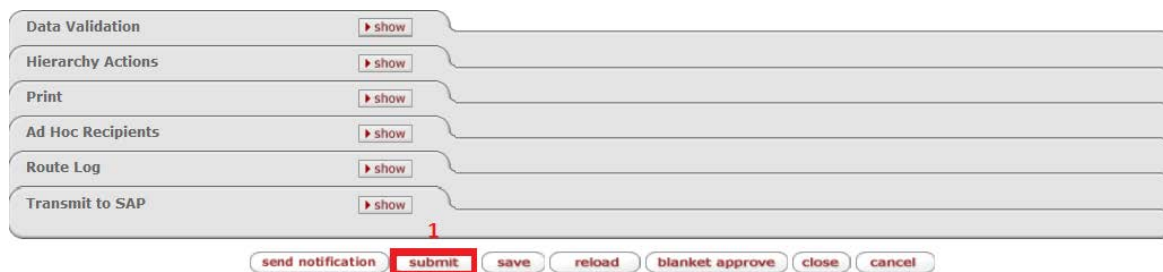 Data Validation show
Hierarchy Actions show
Print show
Ad Hoc Recipients show
Route Log show
Transmit to SAP show
1
send notification submit save reload blanket approve close cancel